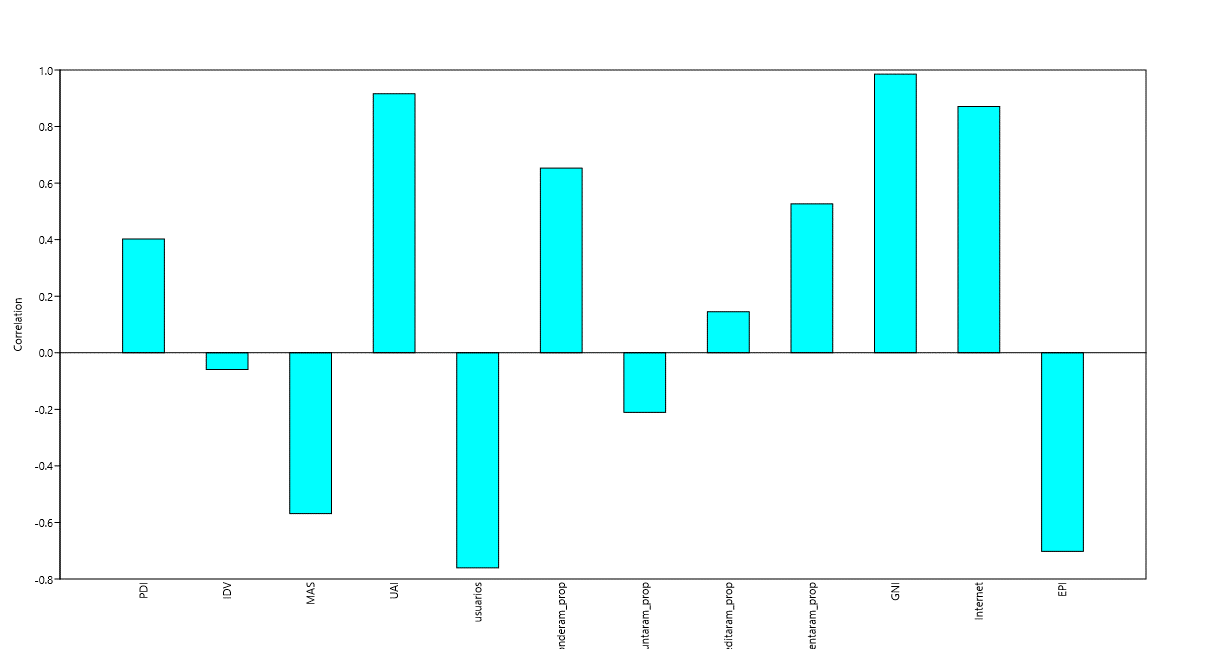 1.0
0.8
0.6
0.4
0.2
0.0
-0.2
-0.4
-0.6
-0.8
Correlation
PDI
IDV
MAS
UAI
usuarios
onderam_prop
untaram_prop
editaram_prop
entaram_prop
GNI
Internet
EPI